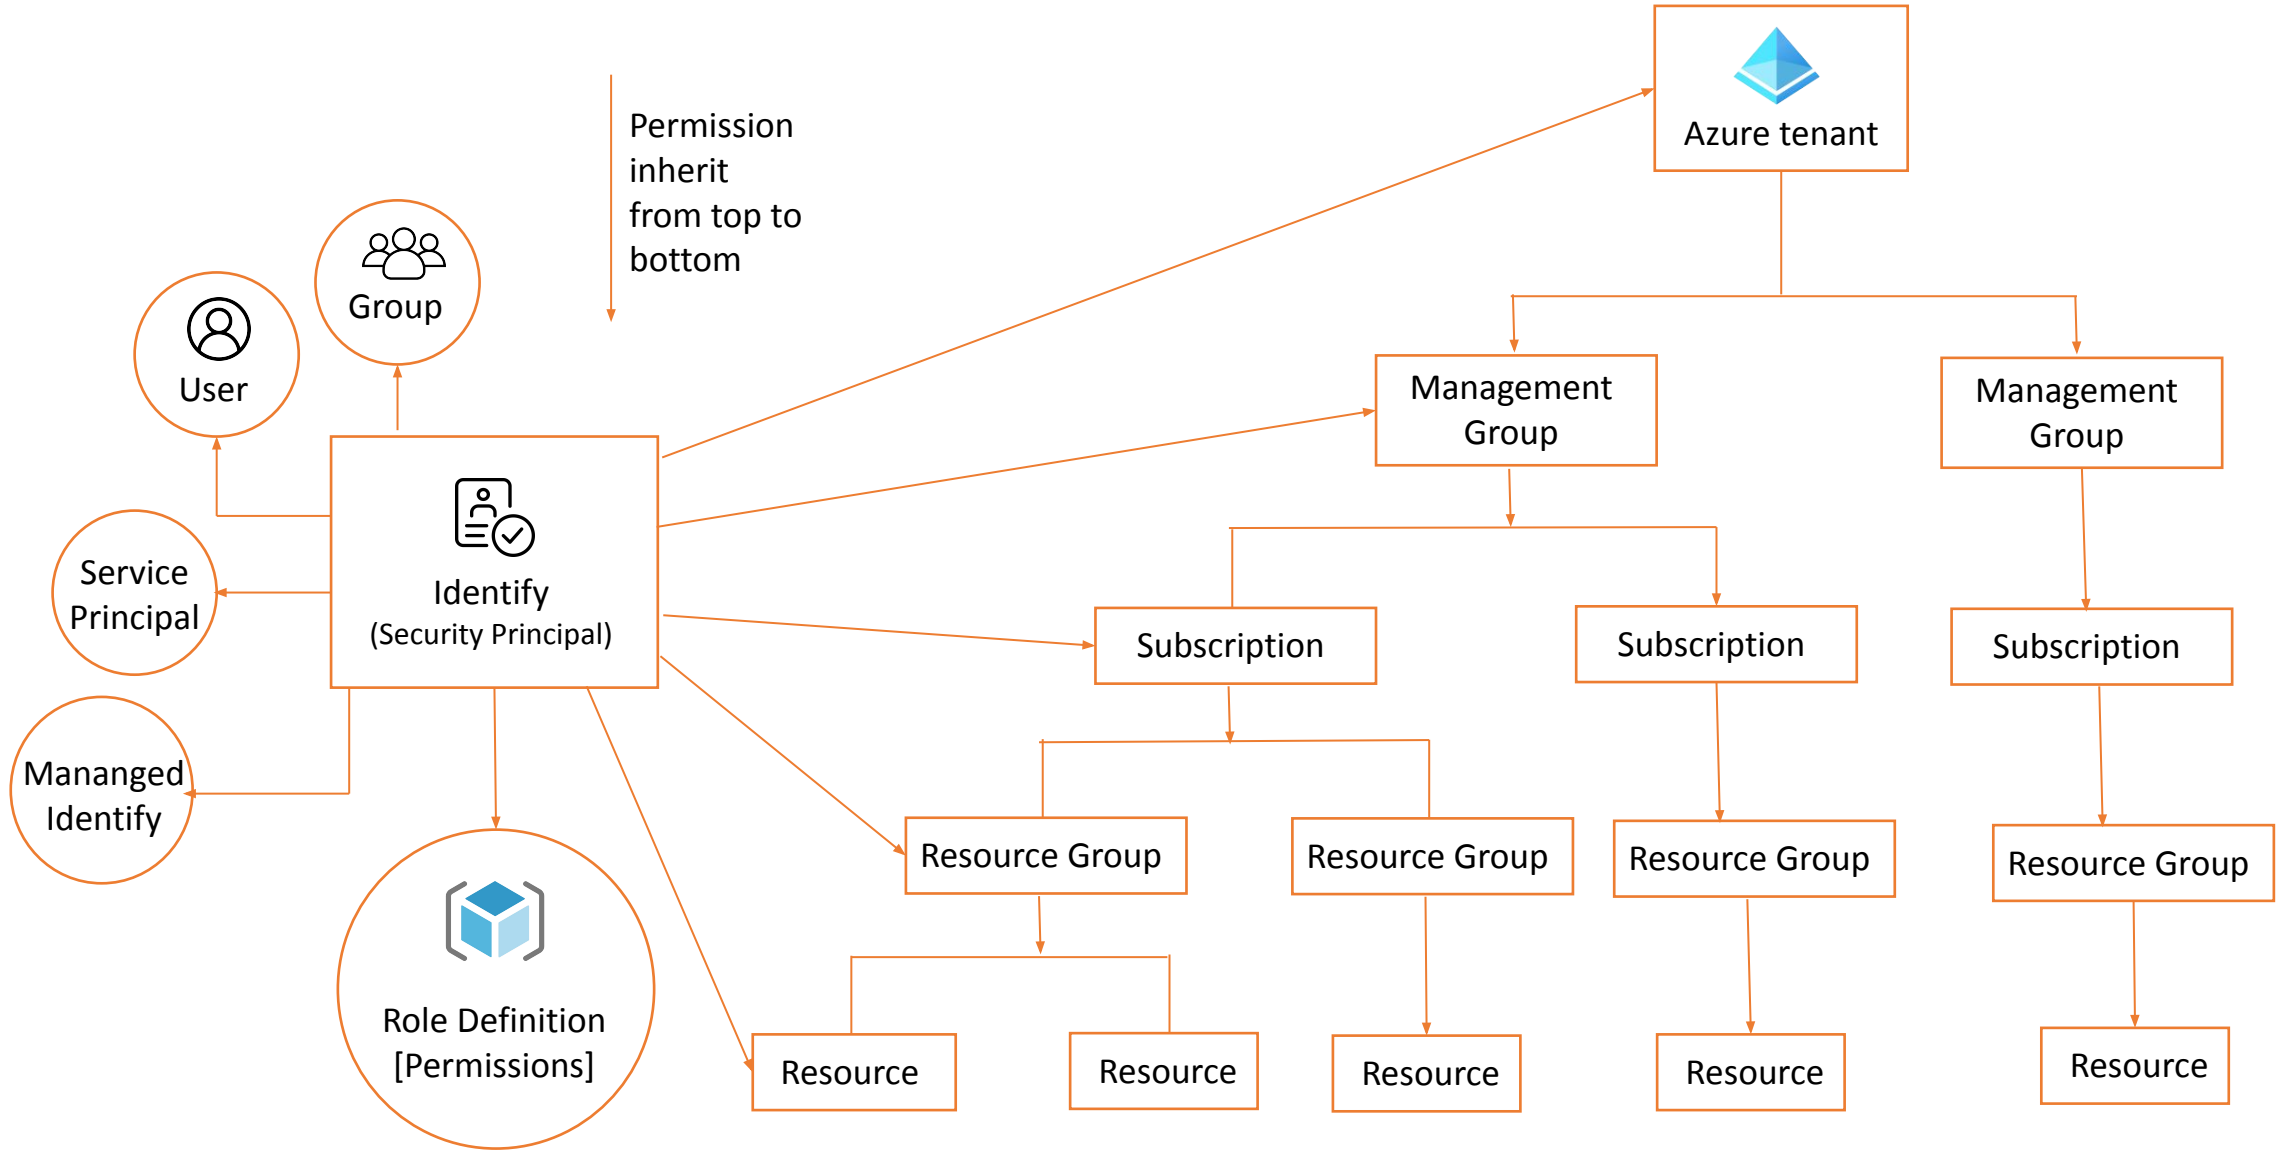 Azure tenant
Permission
inherit
from top to
bottom
Group
User
Management
Group
Management
Group
Service
Principal
Identify
(Security Principal)
Subscription
Subscription
Subscription
Mananged
Identify
Resource Group
Resource Group
Resource Group
Resource Group
Role Definition
[Permissions]
Resource
Resource
Resource
Resource
Resource